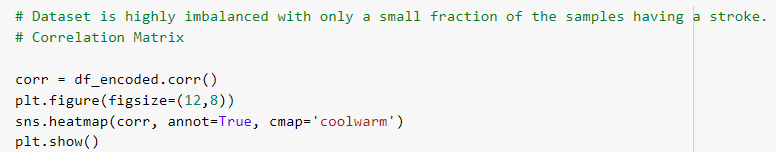 # Dataset is highly imbalanced with only a small fraction of the samples having a stroke.
# Correlation Matrix
corr = df_encoded.corr()
plt.figure(figsize=(12,8))
sns.heatmap(corr, annot=True, cmap='coolwarm')
plt.show()